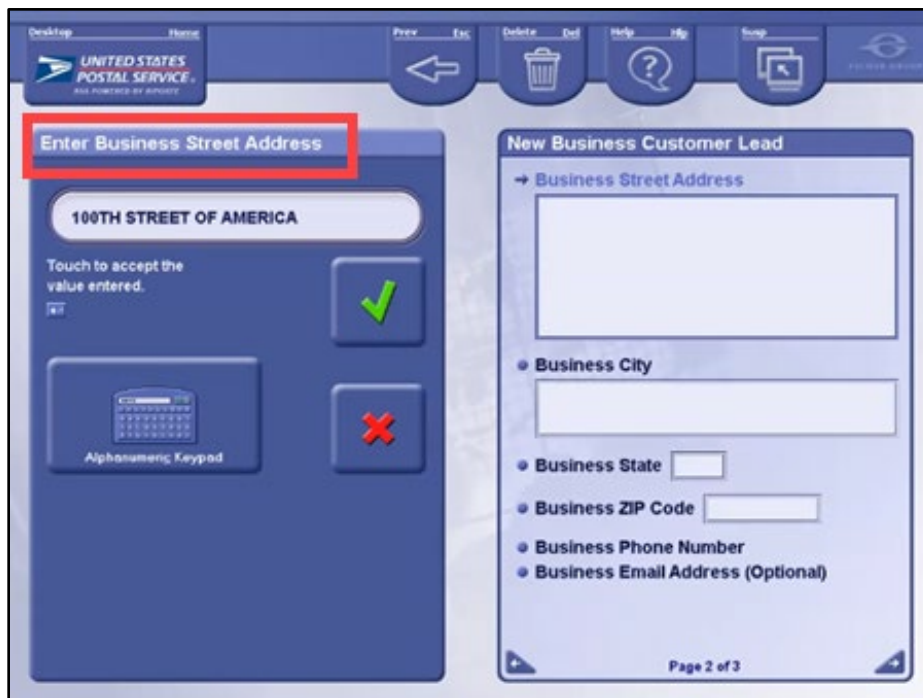 Desktop Home
UNITED STATES
POSTAL SERVICE®
Prev Esc
Delete Del
Help Hlp
Susp
Enter Business Street Address
100TH STREET OF AMERICA
Touch to accept the
value entered.
Alphanumeric Keypad
New Business Customer Lead
Business Street Address
Business City
Business State
Business ZIP Code
Business Phone Number
Business Email Address (Optional)
Page 2 of 3